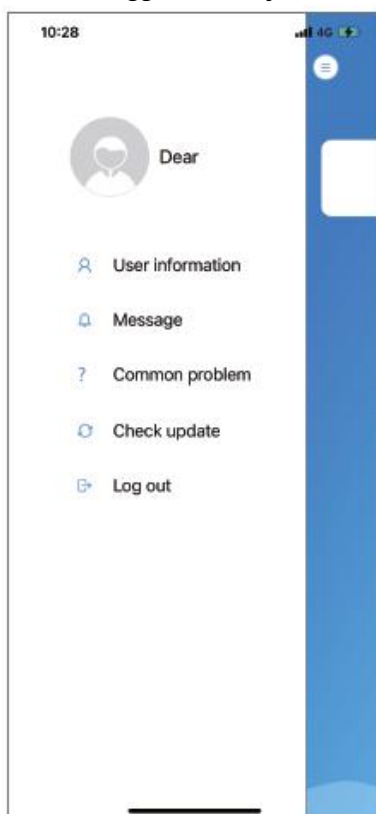 10:28
4G
Dear
User information
Message
? Common problem
Check update
Log out